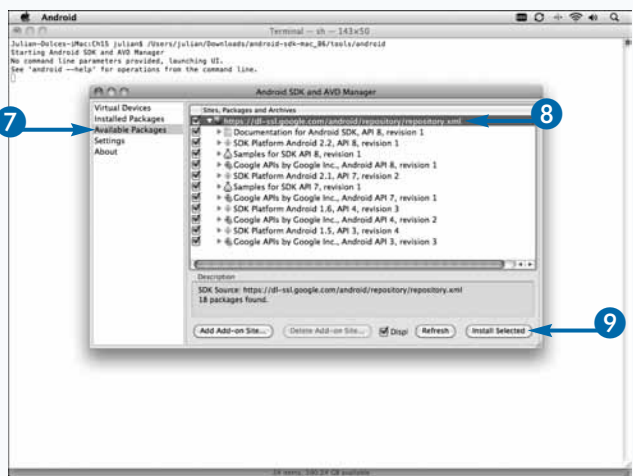 Android
Terminal — sh — 143×50
Julian-Dolces-iMac:Ch15 julian$ /Users/julian/Downloads/android-sdk-mac_86/tools/android
Starting Android SDK and AVD Manager
No command line parameters provided, launching UI.
See 'android --help' for operations from the command line.
Android SDK and AVD Manager
Virtual Devices
Installed Packages
Available Packages
Settings
About
Sites, Packages and Archives
https://dl-ssl.google.com/android/repository/repository.xml
Documentation for Android SDK, API 8, revision 1
SDK Platform Android 2.2, API 8, revision 1
Samples for SDK API 8, revision 1
Google APIs by Google Inc., Android API 8, revision 1
SDK Platform Android 2.1, API 7, revision 2
Samples for SDK API 7, revision 1
Google APIs by Google Inc., Android API 7, revision 1
SDK Platform Android 1.6, API 4, revision 3
Google APIs by Google Inc., Android API 4, revision 2
SDK Platform Android 1.5, API 3, revision 4
Google APIs by Google Inc., Android API 3, revision 3
Description
SDK Source: https://dl-ssl.google.com/android/repository/repository.xml
18 packages found.
Add Add-on Site...
Delete Add-on Site...
Displ
Refresh
Install Selected
7
8
9
items, 100.24 GB available